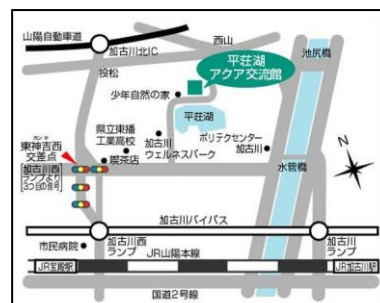 山陽自動車道
加古川北IC
西山
池尻橋
投松
平荘湖
アクア交流館
少年自然の家
平荘湖
県立東播
工業高校
カンキ
東神吉西
交差点
加古川
ウェルネスパーク
ポリテクセンター
加古川
N
喫茶店
水管橋
加古川西
ランプより
3つ目の信号
加古川バイパス
市民病院
加古川西
ランプ
加古川
ランプ
JR山陽本線
JR宝殿駅
JR加古川駅
国道2号線